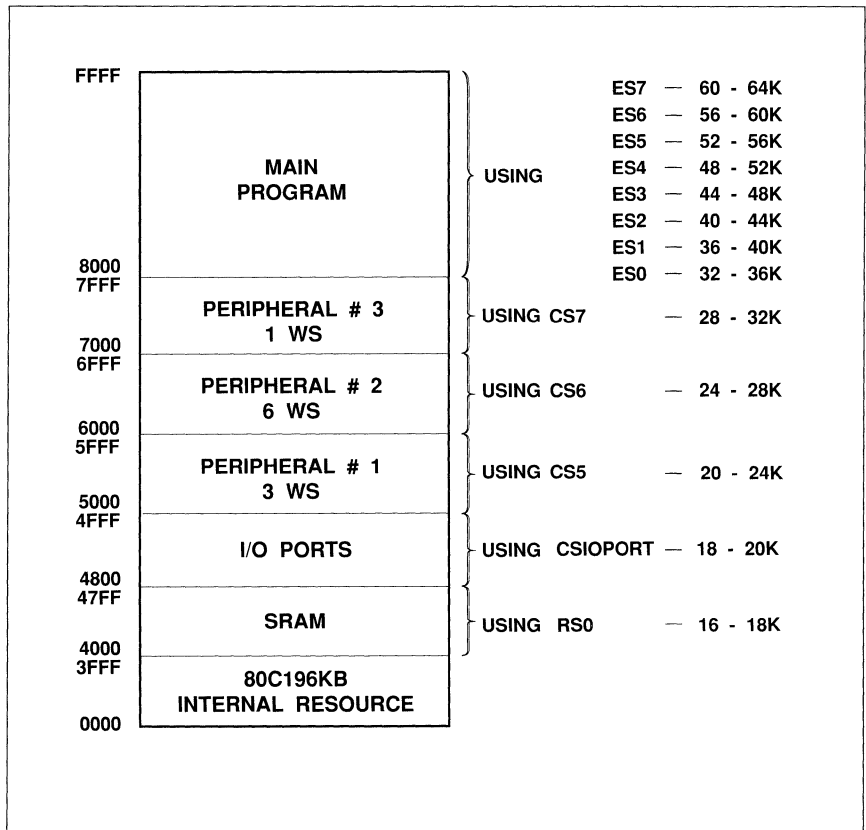 FFFF
MAIN
PROGRAM
USING
ES7 — 60 - 64K
ES6 — 56 - 60K
ES5 — 52 - 56K
ES4 — 48 - 52K
ES3 — 44 - 48K
ES2 — 40 - 44K
ES1 — 36 - 40K
ES0 — 32 - 36K
8000
7FFF
PERIPHERAL # 3
1 WS
USING CS7 — 28 - 32K
7000
6FFF
PERIPHERAL # 2
6 WS
USING CS6 — 24 - 28K
6000
5FFF
PERIPHERAL # 1
3 WS
USING CS5 — 20 - 24K
5000
4FFF
I/O PORTS
USING CSIOPORT — 18 - 20K
4800
47FF
SRAM
USING RS0 — 16 - 18K
4000
3FFF
80C196KB
INTERNAL RESOURCE
0000